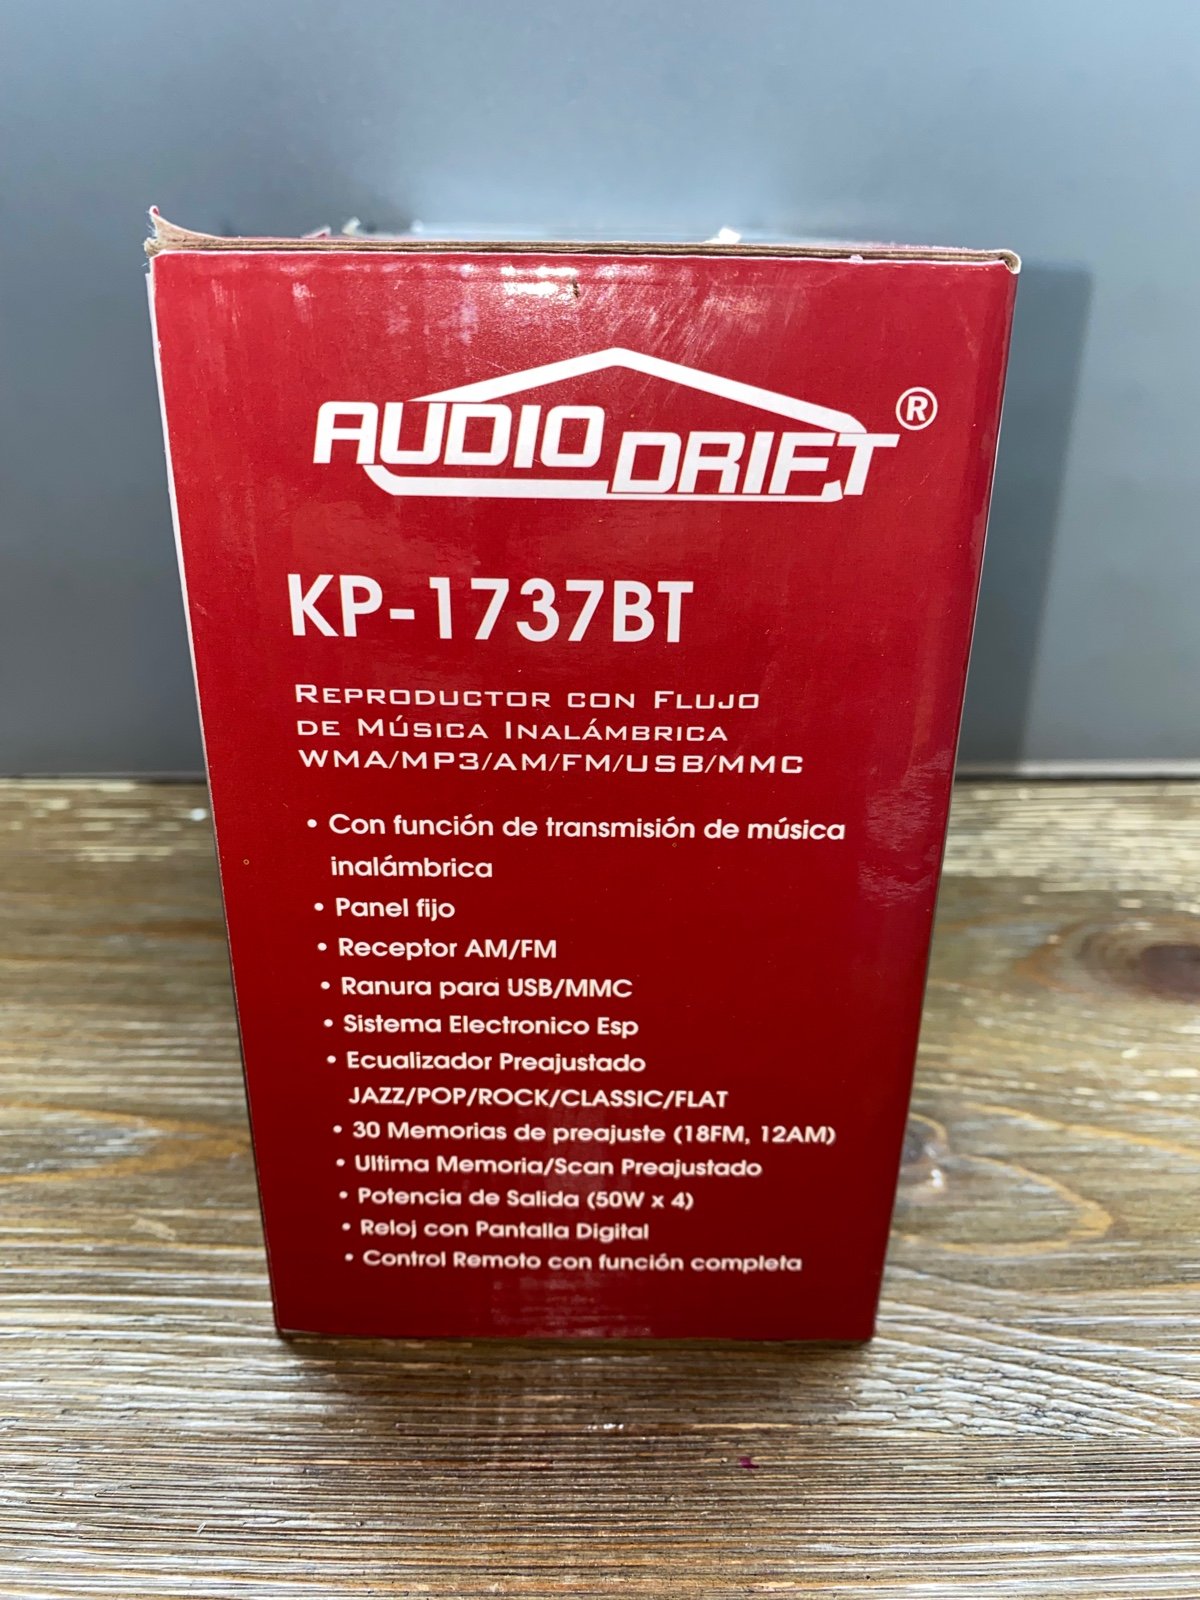 AUDIO DRIFT ®
KP-1737BT
REPRODUCTOR CON FLUJO
DE MÚSICA INALÁMBRICA
WMA/MP3/AM/FM/USB/MMC
• Con función de transmisión de música
inalámbrica
• Panel fijo
• Receptor AM/FM
• Ranura para USB/MMC
• Sistema Electronico Esp
• Ecualizador Preajustado
JAZZ/POP/ROCK/CLASSIC/FLAT
• 30 Memorias de preajuste (18FM, 12AM)
• Ultima Memoria/Scan Preajustado
• Potencia de Salida (50W x 4)
• Reloj con Pantalla Digital
• Control Remoto con función completa